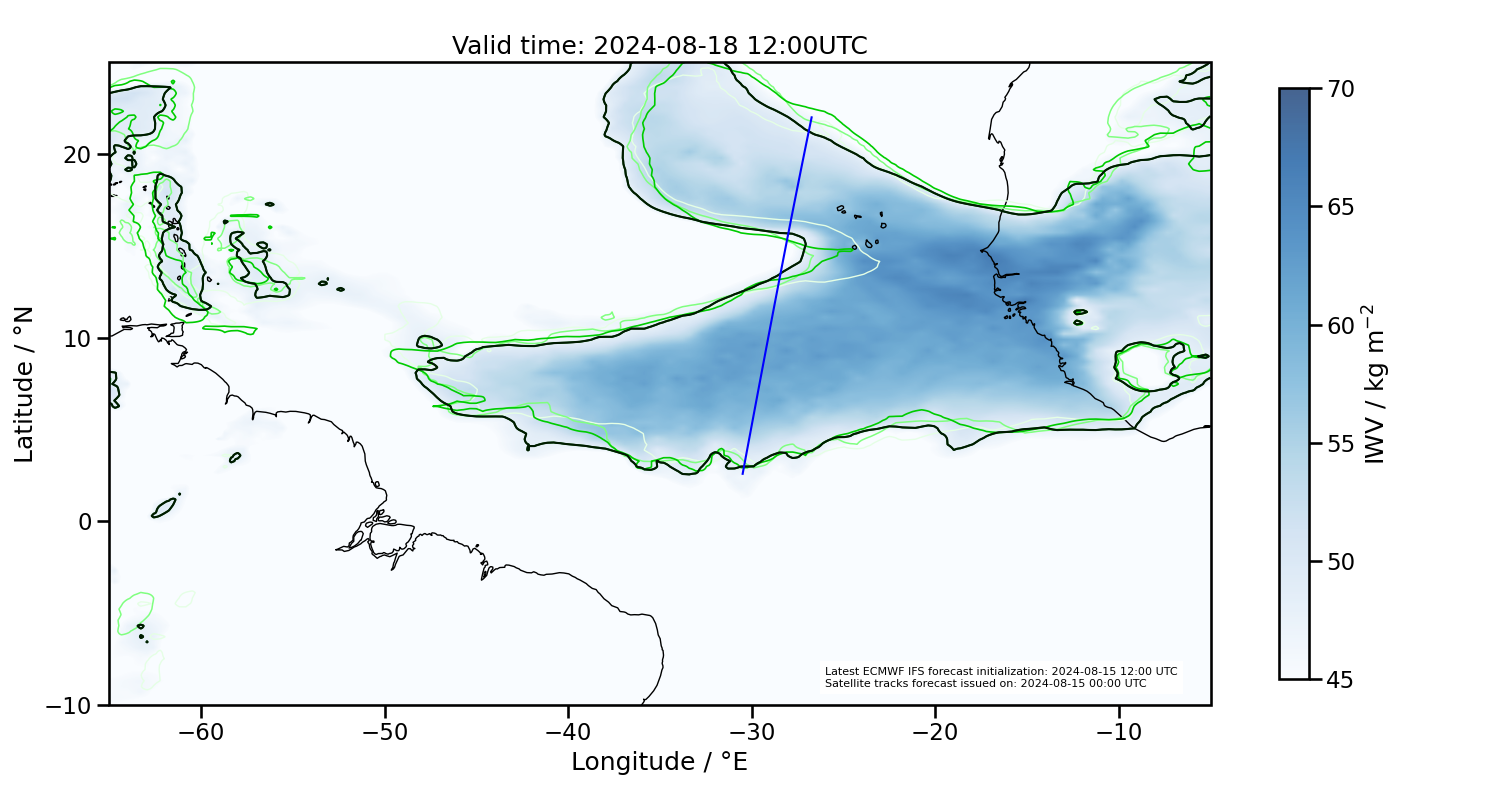 Valid time: 2024-08-18 12:00UTC
70
65
60
55
50
45
IWV / kg m⁻²
20
10
0
−10
Latitude / °N
Latest ECMWF IFS forecast initialization: 2024-08-15 12:00 UTC
Satellite tracks forecast issued on: 2024-08-15 00:00 UTC
−60
−50
−40
−30
−20
−10
Longitude / °E